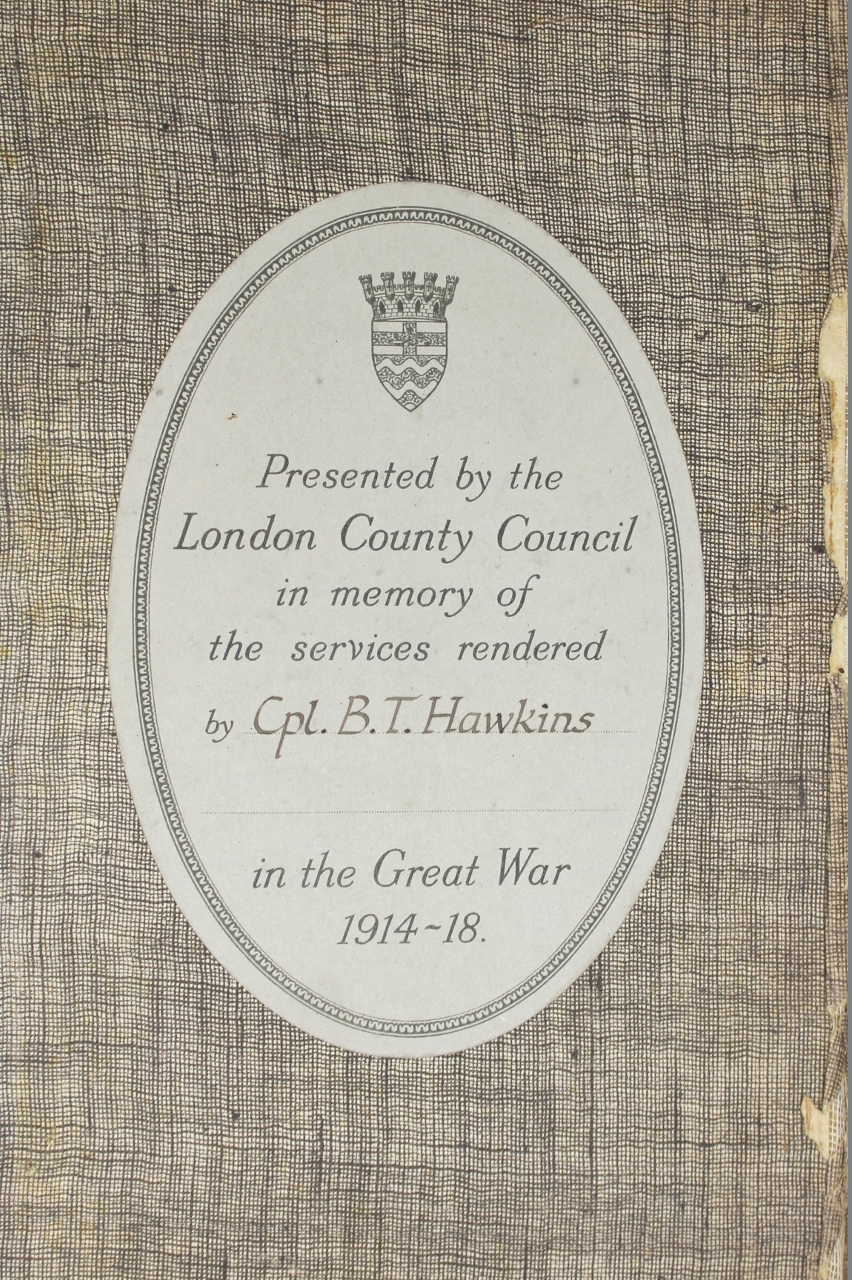 Presented by the
London County Council
in memory of
the services rendered
by Cpl. B.T. Hawkins
in the Great War
1914~18.